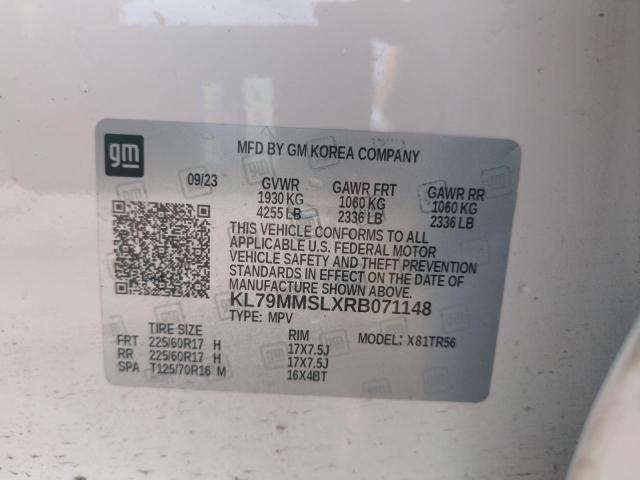 gm
MFD BY GM KOREA COMPANY
09/23 GVWR GAWR FRT GAWR RR
1930 KG 1060 KG 1060 KG
4255 LB 2336 LB 2336 LB
THIS VEHICLE CONFORMS TO ALL
APPLICABLE U.S. FEDERAL MOTOR
VEHICLE SAFETY AND THEFT PREVENTION
STANDARDS IN EFFECT ON THE DATE OF
MANUFACTURE SHOWN ABOVE.
KL79MMSLXRB071148
TYPE: MPV
TIRE SIZE RIM MODEL: X81TR56
FRT 225/60R17 H 17X7.5J
RR 225/60R17 H 17X7.5J
SPA T125/70R16 M 16X4BT